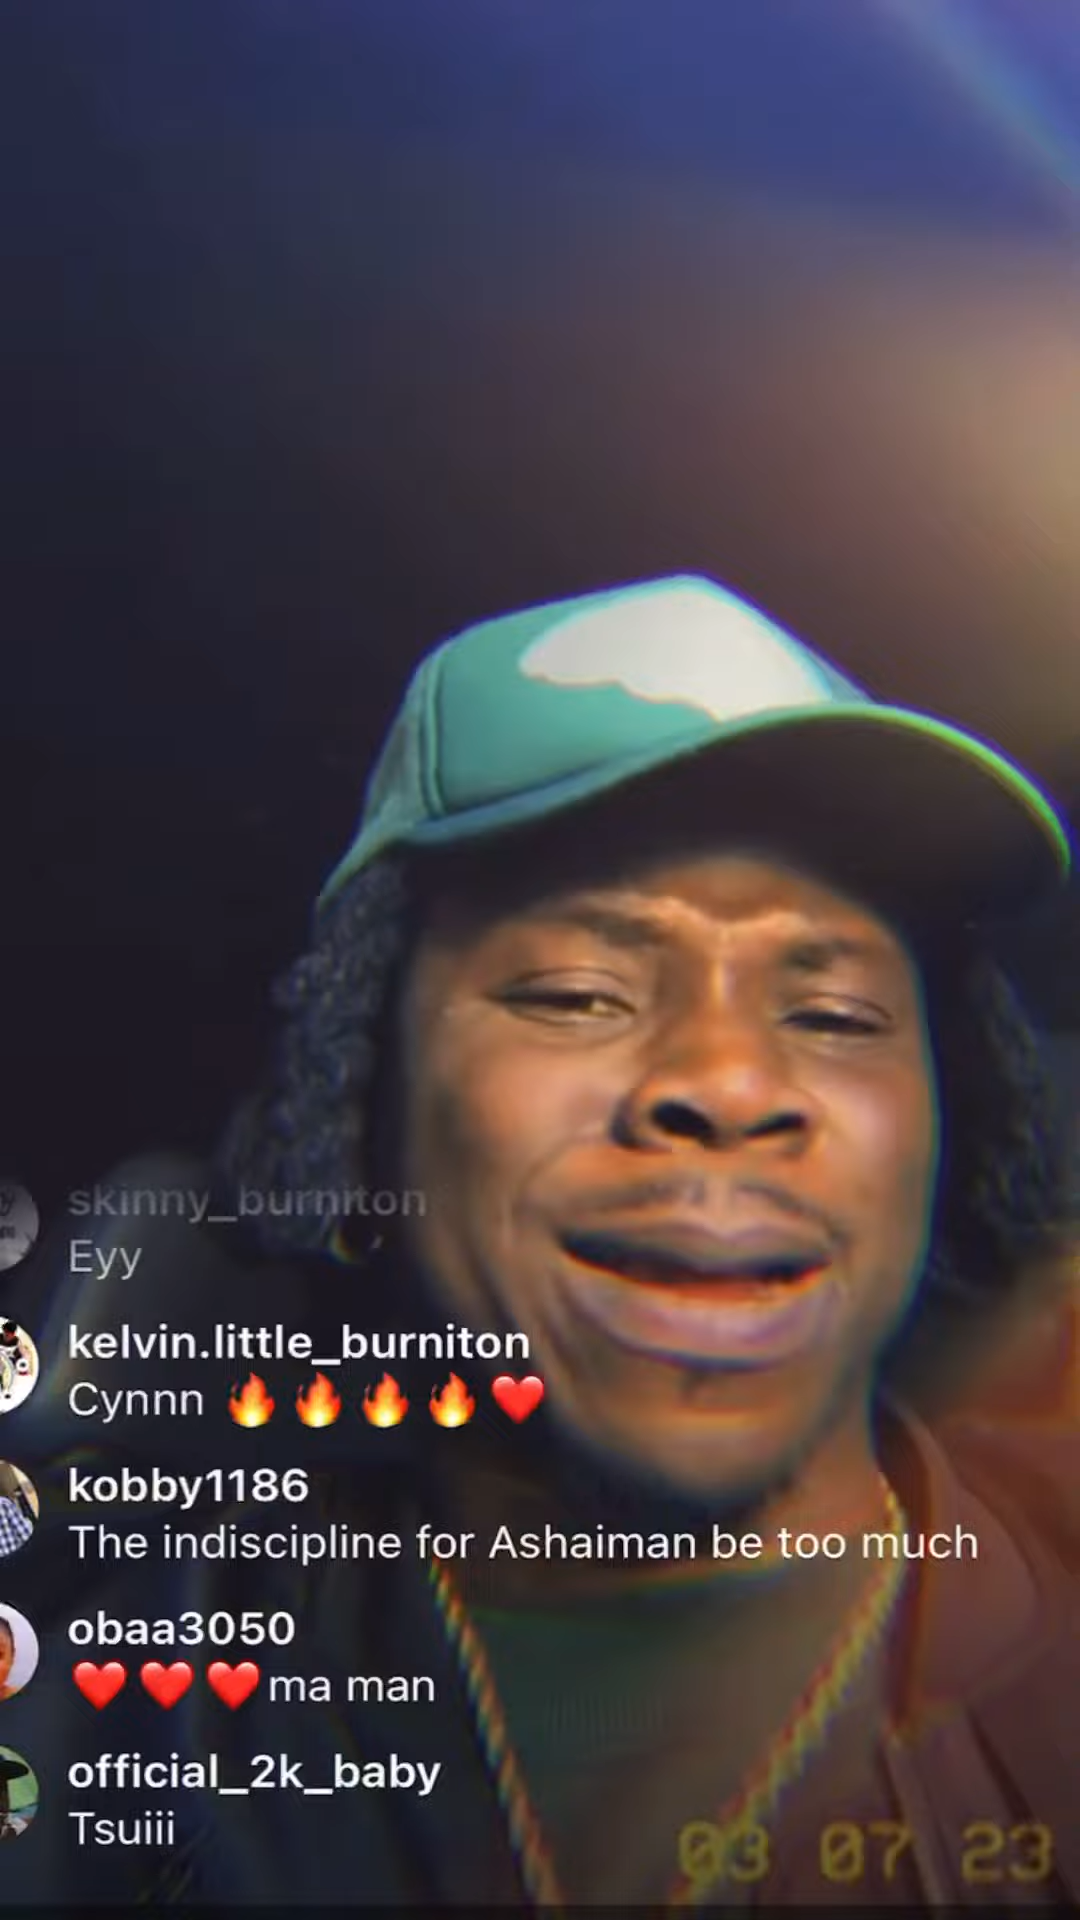 skinny_burniton
Eyy
kelvin.little_burniton
Cynnn 🔥🔥🔥🔥❤️
kobby1186
The indiscipline for Ashaiman be too much
obaa3050
❤️❤️❤️ma man
official_2k_baby
Tsuiii
03 07 23